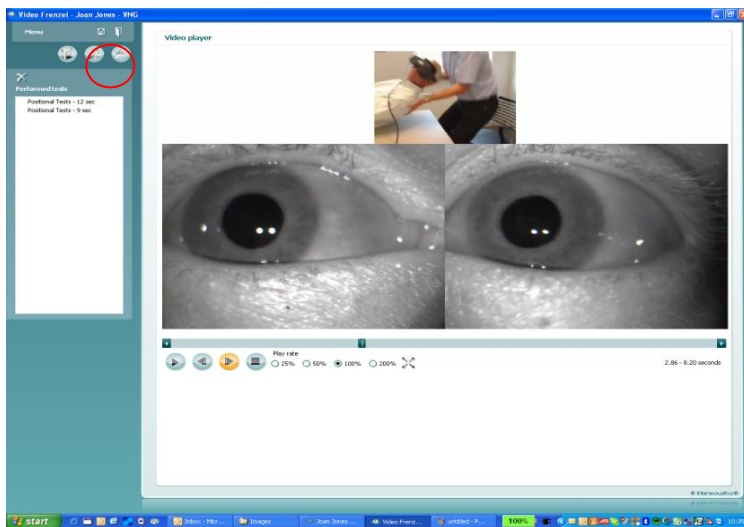 Video Frenzel - Joan Jones - VNG
Menu
Video player
Performed tests
Positional Tests - 12 sec
Positional Tests - 9 sec
Play rate
25% 50% 100% 200%
2.86 - 8.20 seconds
© Interacoustics®
start Inbox - Micr... Images Joan Jones ... Video Frenz... untitled - P... 100%